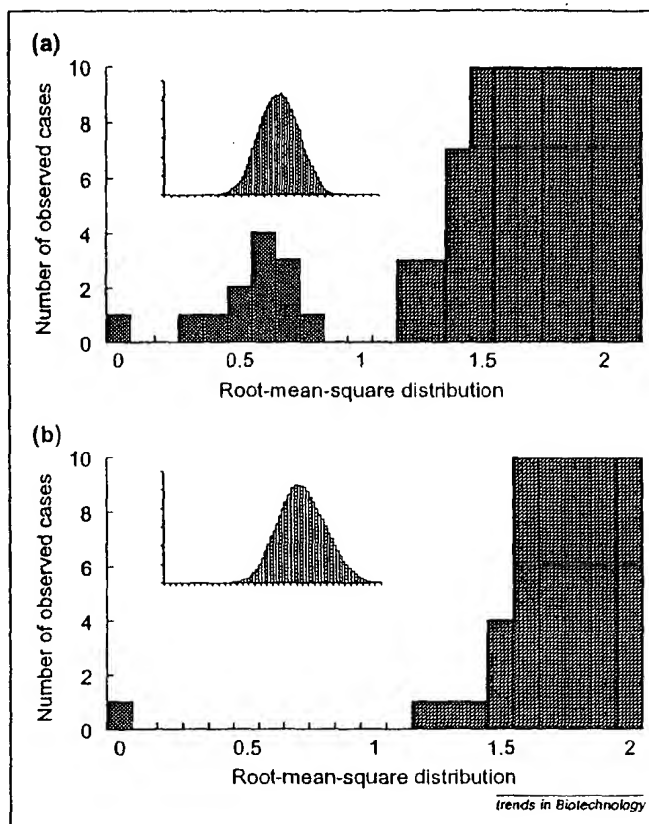 (a)
10
8
6
4
2
0
Number of observed cases
0 0.5 1 1.5 2
Root-mean-square distribution
(b)
10
8
6
4
2
0
Number of observed cases
0 0.5 1 1.5 2
Root-mean-square distribution
trends in Biotechnology